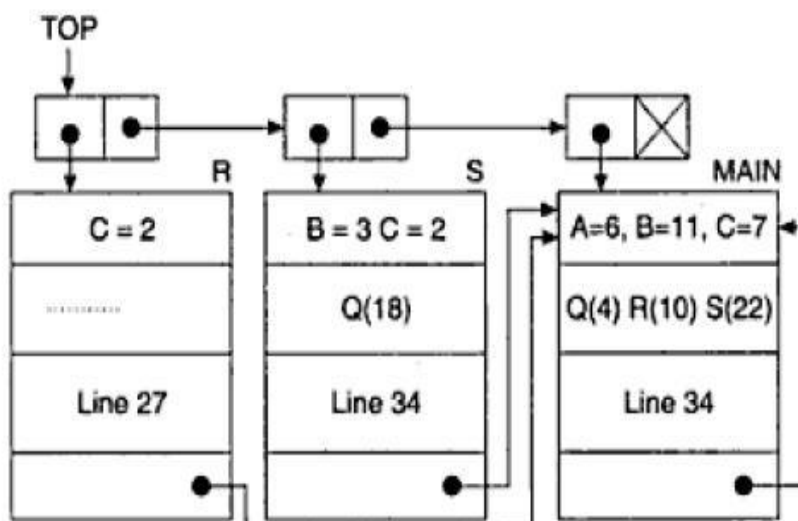 TOP
R
S
MAIN
C = 2
B = 3 C = 2
A=6, B=11, C=7
Q(18)
Q(4) R(10) S(22)
Line 27
Line 34
Line 34